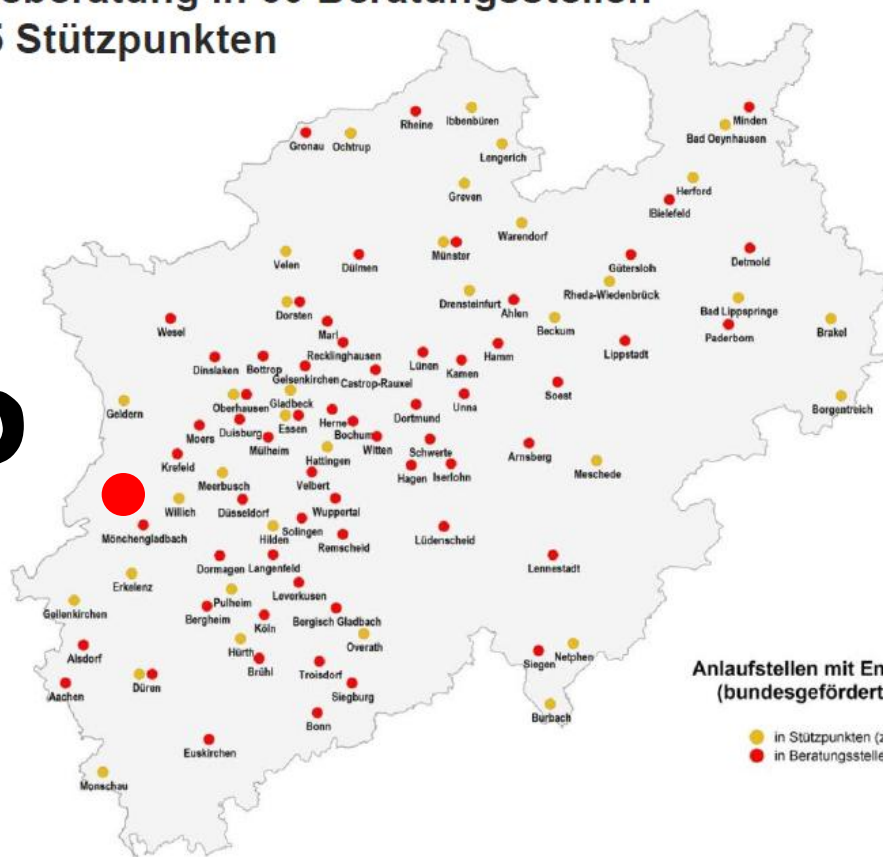 sberatung in Beratungsstellen
5 Stützpunkten
Rheine
Ibbenbüren
Minden
Bad Oeynhausen
Gronau
Ochtrup
Lengerich
Greven
Herford
Bielefeld
Warendorf
Velen
Dülmen
Münster
Gütersloh
Detmold
Rheda-Wiedenbrück
Dorsten
Drensteinfurt
Ahlen
Bad Lippspringe
Wesel
Marl
Beckum
Paderborn
Brakel
Recklinghausen
Hamm
Lippstadt
Dinslaken
Bottrop
Gelsenkirchen
Castrop-Rauxel
Lünen
Kamen
Soest
Geldern
Oberhausen
Gladbeck
Unna
Borgentreich
Moers
Duisburg
Essen
Herne
Bochum
Dortmund
Mülheim
Witten
Schwerte
Arnsberg
Krefeld
Hattingen
Meschede
Meerbusch
Velbert
Hagen
Iserlohn
Willich
Düsseldorf
Wuppertal
Mönchengladbach
Hilden
Solingen
Remscheid
Lüdenscheid
Dormagen
Langenfeld
Lennestadt
Erkelenz
Pulheim
Leverkusen
Geilenkirchen
Bergheim
Köln
Bergisch Gladbach
Alsdorf
Hürth
Overath
Netphen
Siegen
Aachen
Düren
Brühl
Troisdorf
Siegburg
Burbach
Bonn
Euskirchen
Monschau
Anlaufstellen mit En
(bundesgefördert
in Stützpunkten (z
in Beratungsstelle